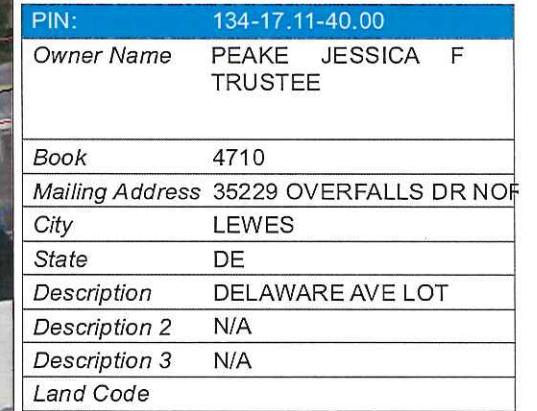 PIN: 134-17.11-40.00
Owner Name PEAKE JESSICA F
TRUSTEE
Book 4710
Mailing Address 35229 OVERFALLS DR NOR
City LEWES
State DE
Description DELAWARE AVE LOT
Description 2 N/A
Description 3 N/A
Land Code